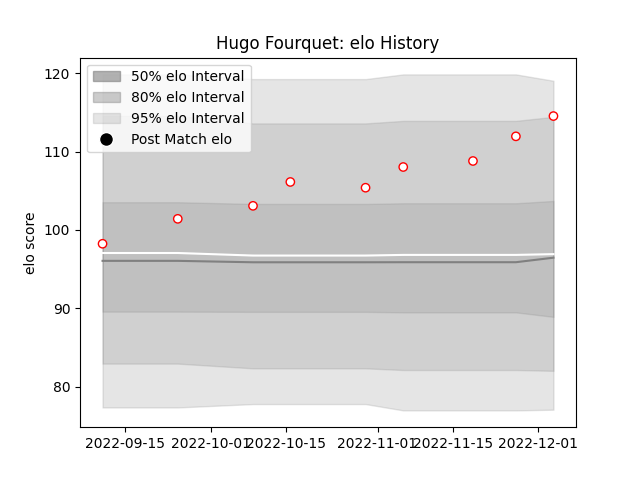 Hugo Fourquet: elo History
50% elo Interval
80% elo Interval
95% elo Interval
Post Match elo
elo score
120
110
100
90
80
2022-09-15
2022-10-01
2022-10-15
2022-11-01
2022-11-15
2022-12-01